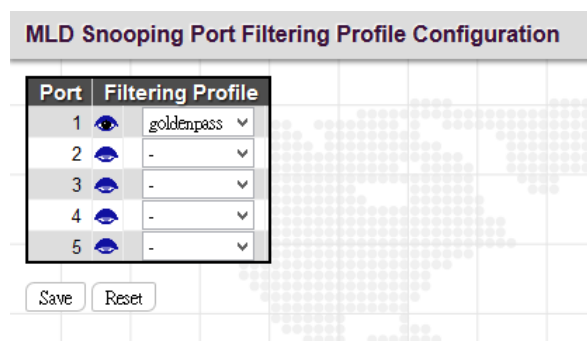 MLD Snooping Port Filtering Profile Configuration
Port Filtering Profile
1 goldenpass
2 -
3 -
4 -
5 -
Save Reset